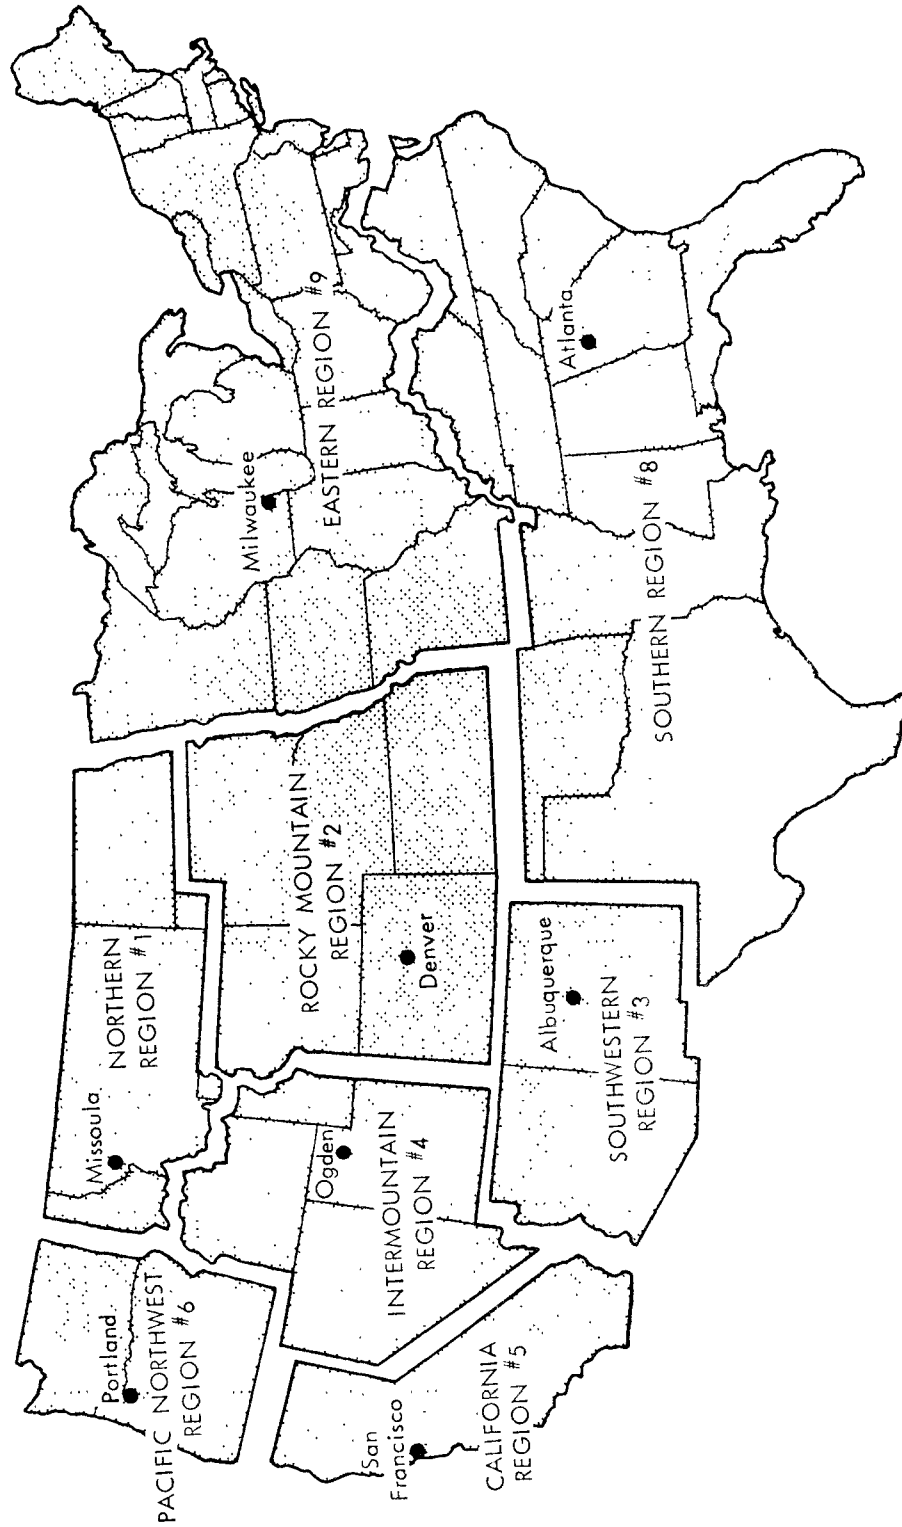 Portland
PACIFIC NORTHWEST
REGION #6
Missoula
NORTHERN
REGION #1
San
Francisco
CALIFORNIA
REGION #5
Ogden
INTERMOUNTAIN
REGION #4
ROCKY MOUNTAIN
REGION #2
Denver
Albuquerque
SOUTHWESTERN
REGION #3
Milwaukee
EASTERN REGION #9
Atlanta
SOUTHERN REGION #8